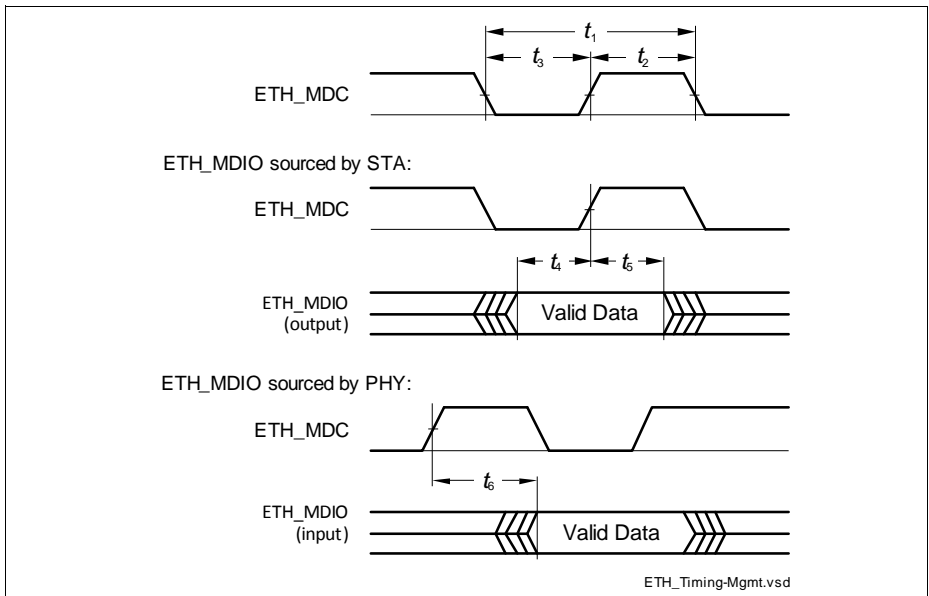 t₁
t₃ t₂
ETH_MDC
ETH_MDIO sourced by STA:
ETH_MDC
t₄ t₅
ETH_MDIO
(output)
Valid Data
ETH_MDIO sourced by PHY:
ETH_MDC
t₆
ETH_MDIO
(input)
Valid Data
ETH_Timing-Mgmt.vsd